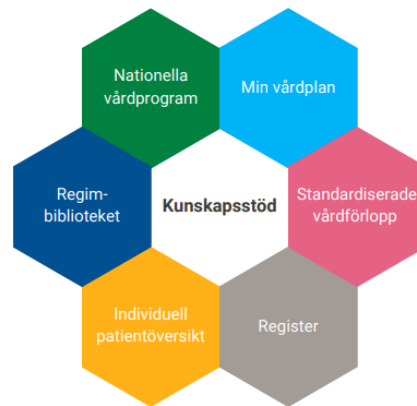 Nationella
vårdprogram
Min vårdplan
Regim-
biblioteket
Kunskapsstöd
Standardiserade
vårdförlopp
Individuell
patientöversikt
Register